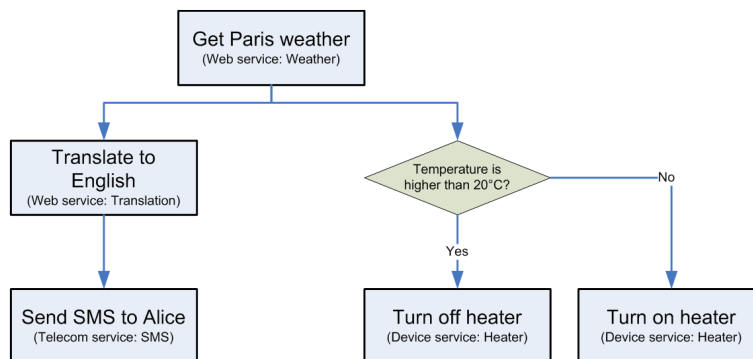 Get Paris weather
(Web service: Weather)
Translate to
English
(Web service: Translation)
Temperature is
higher than 20°C?
No
Yes
Send SMS to Alice
(Telecom service: SMS)
Turn off heater
(Device service: Heater)
Turn on heater
(Device service: Heater)